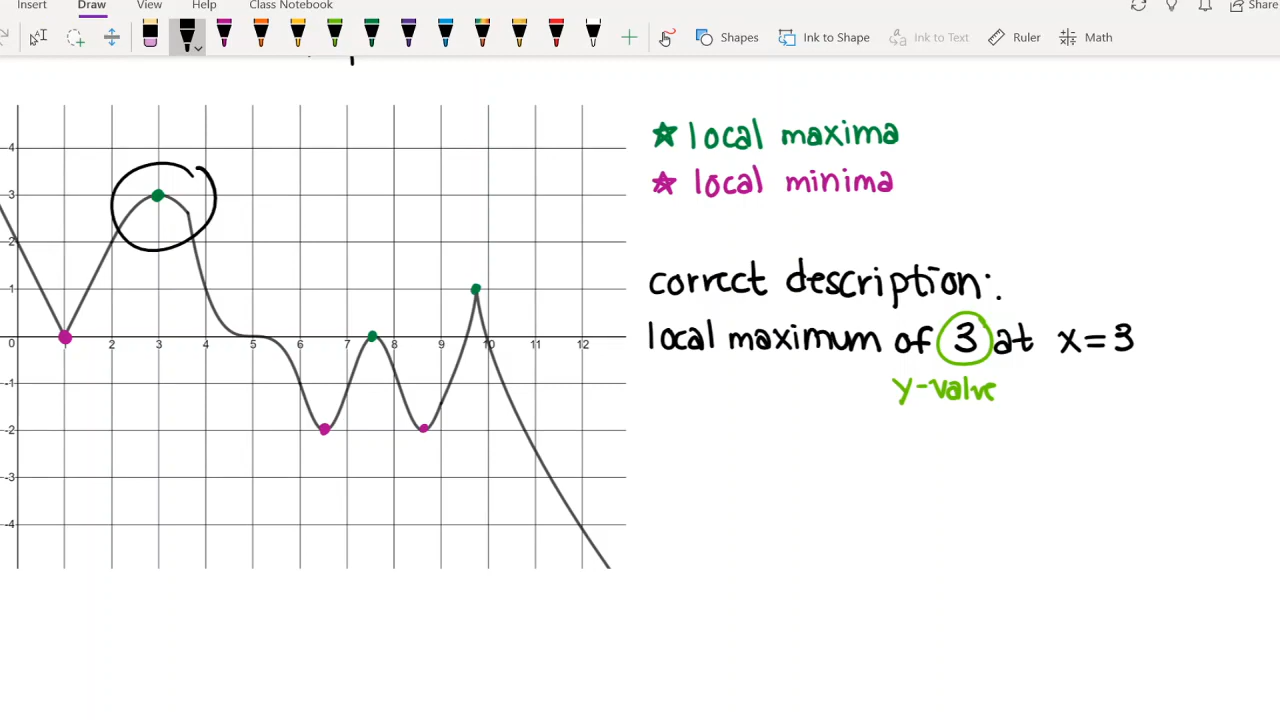 Insert Draw View Help Class Notebook Share
Shapes Ink to Shape Ink to Text Ruler Math
4
3
2
1
0 1 2 3 4 5 6 7 8 9 10 11 12
-1
-2
-3
-4
local maxima
local minima
correct description:
local maximum of 3 at x=3
y-value